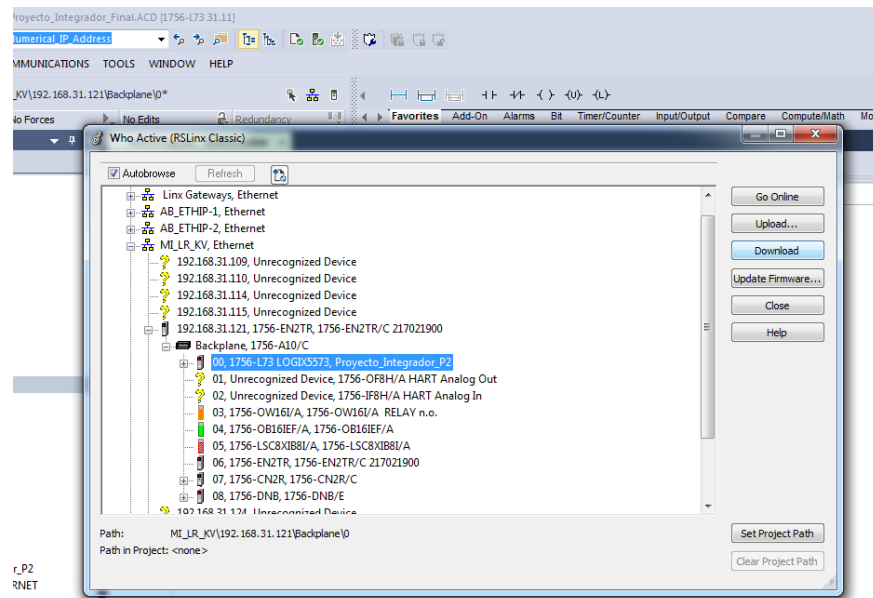 Proyecto_Integrador_Final.ACD [1756-L73 31.11]
Numerical_IP_Address
MMUNICATIONS TOOLS WINDOW HELP
_KV\192.168.31.121\Backplane\0*
No Forces No Edits Redundancy
Favorites Add-On Alarms Bit Timer/Counter Input/Output Compare Compute/Math Mo
Who Active (RSLinx Classic)
Autobrowse Refresh
Linx Gateways, Ethernet
AB_ETHIP-1, Ethernet
AB_ETHIP-2, Ethernet
MI_LR_KV, Ethernet
192.168.31.109, Unrecognized Device
192.168.31.110, Unrecognized Device
192.168.31.114, Unrecognized Device
192.168.31.115, Unrecognized Device
192.168.31.121, 1756-EN2TR, 1756-EN2TR/C 217021900
Backplane, 1756-A10/C
00, 1756-L73 LOGIX5573, Proyecto_Integrador_P2
01, Unrecognized Device, 1756-OF8H/A HART Analog Out
02, Unrecognized Device, 1756-IF8H/A HART Analog In
03, 1756-OW16I/A, 1756-OW16I/A RELAY n.o.
04, 1756-OB16IEF/A, 1756-OB16IEF/A
05, 1756-LSC8XIB8I/A, 1756-LSC8XIB8I/A
06, 1756-EN2TR, 1756-EN2TR/C 217021900
07, 1756-CN2R, 1756-CN2R/C
08, 1756-DNB, 1756-DNB/E
192.168.31.124, Unrecognized Device
Go Online
Upload...
Download
Update Firmware...
Close
Help
Path: MI_LR_KV\192.168.31.121\Backplane\0
Path in Project: <none>
Set Project Path
Clear Project Path
r_P2
RNET